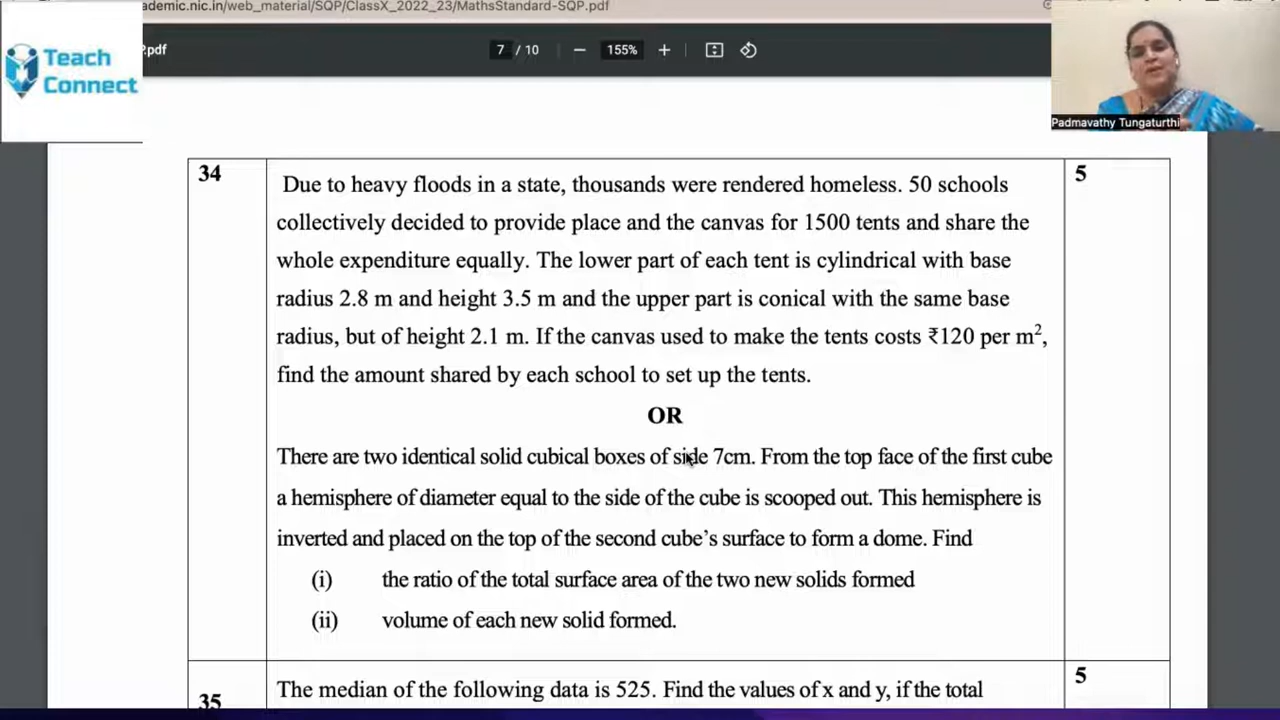 ademic.nic.in/web_material/SQP/ClassX_2022_23/MathsStandard-SQP.pdf
Teach
Connect
.pdf
7 / 10
155%
Padmavathy Tungaturthi
34
Due to heavy floods in a state, thousands were rendered homeless. 50 schools
collectively decided to provide place and the canvas for 1500 tents and share the
whole expenditure equally. The lower part of each tent is cylindrical with base
radius 2.8 m and height 3.5 m and the upper part is conical with the same base
radius, but of height 2.1 m. If the canvas used to make the tents costs ₹120 per m²,
find the amount shared by each school to set up the tents.
5
OR
There are two identical solid cubical boxes of side 7cm. From the top face of the first cube
a hemisphere of diameter equal to the side of the cube is scooped out. This hemisphere is
inverted and placed on the top of the second cube’s surface to form a dome. Find
(i) the ratio of the total surface area of the two new solids formed
(ii) volume of each new solid formed.
35
The median of the following data is 525. Find the values of x and y, if the total
5